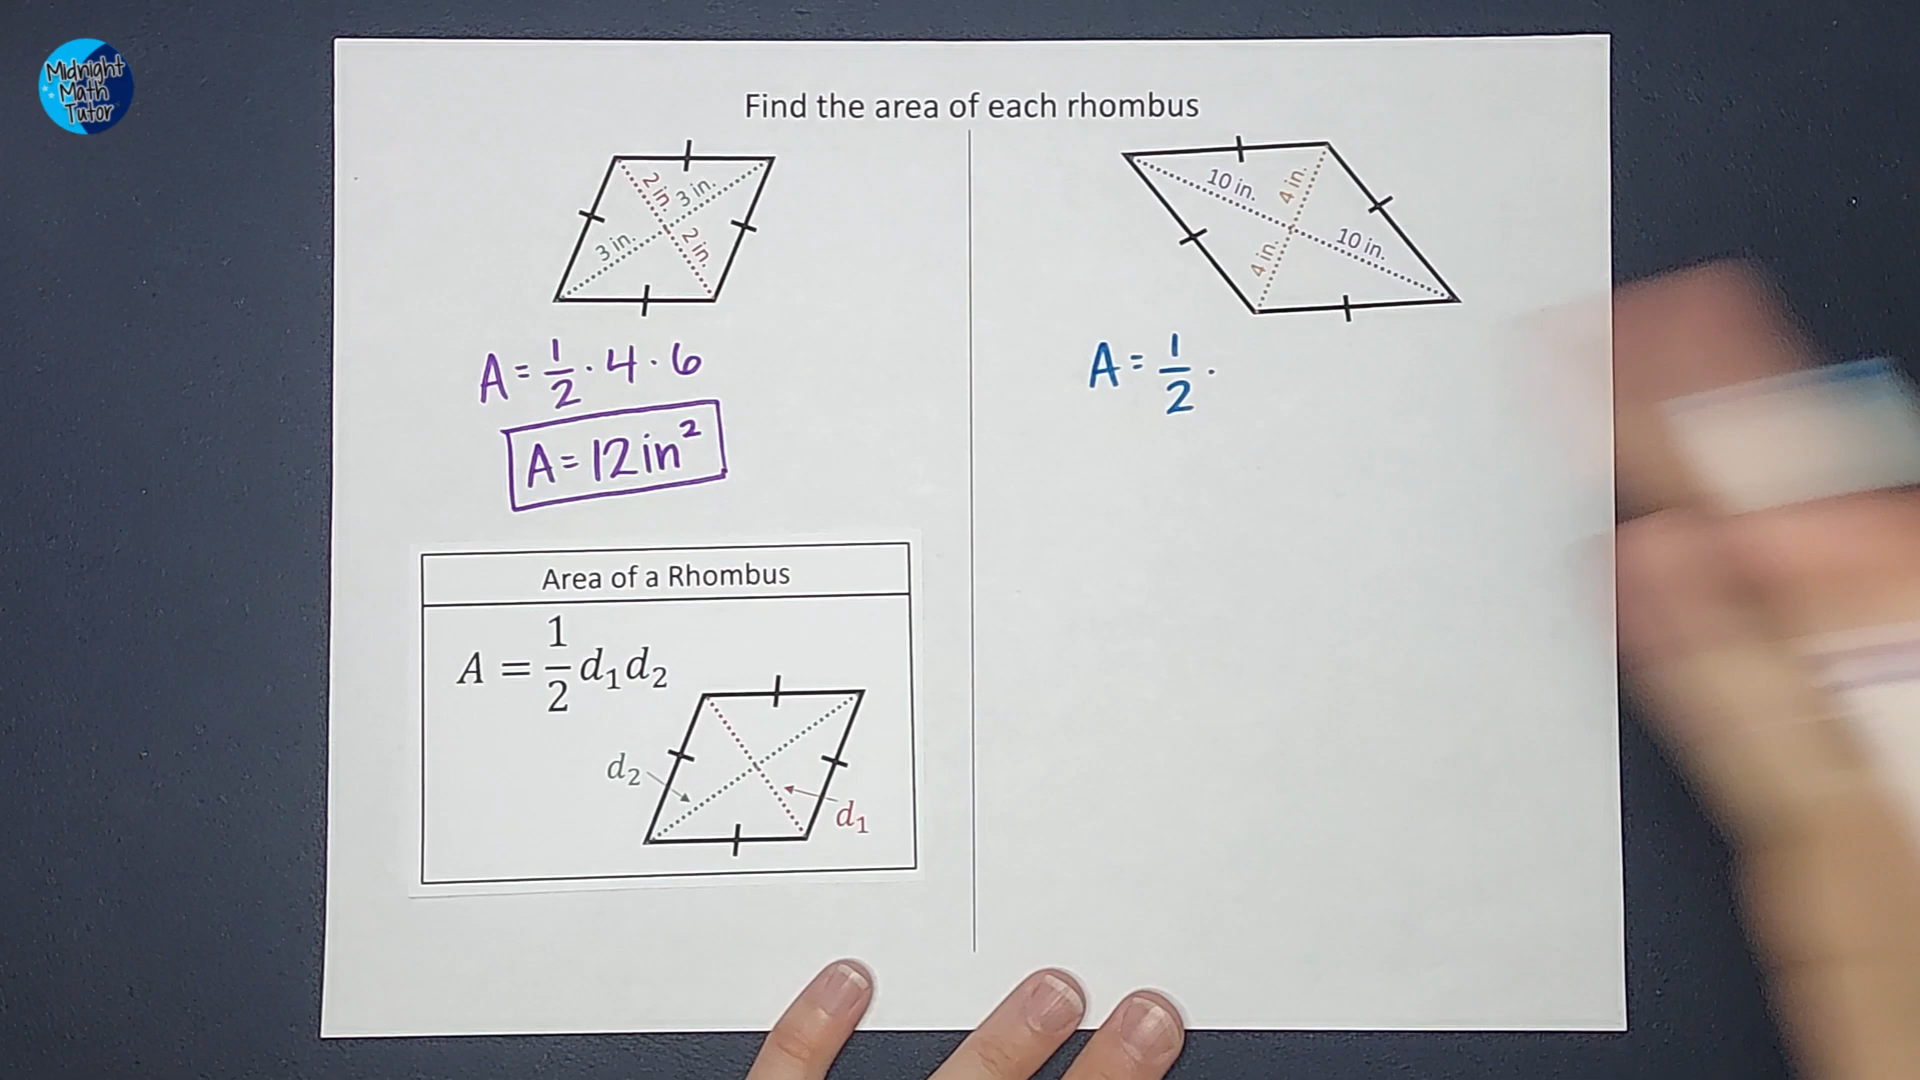 Midnight
Math
Tutor
Find the area of each rhombus
2 in.
3 in.
3 in.
2 in.
A = 1/2 · 4 · 6
A = 12 in²
10 in.
4 in.
4 in.
10 in.
A = 1/2 ·
Area of a Rhombus
A = 1/2 d₁d₂
d₂
d₁